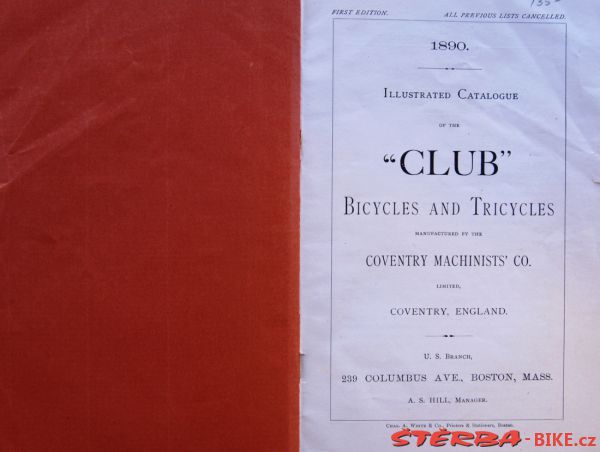 FIRST EDITION. ALL PREVIOUS LISTS CANCELLED.
1890.
ILLUSTRATED CATALOGUE
OF THE
"CLUB"
BICYCLES AND TRICYCLES
MANUFACTURED BY THE
COVENTRY MACHINISTS' CO.
LIMITED,
COVENTRY, ENGLAND.
U. S. BRANCH,
239 COLUMBUS AVE., BOSTON, MASS.
A. S. HILL, MANAGER.
CHAS. A. WHITE & CO., Printers & Stationers, Boston.
ŠTĚRBA-BIKE.cz